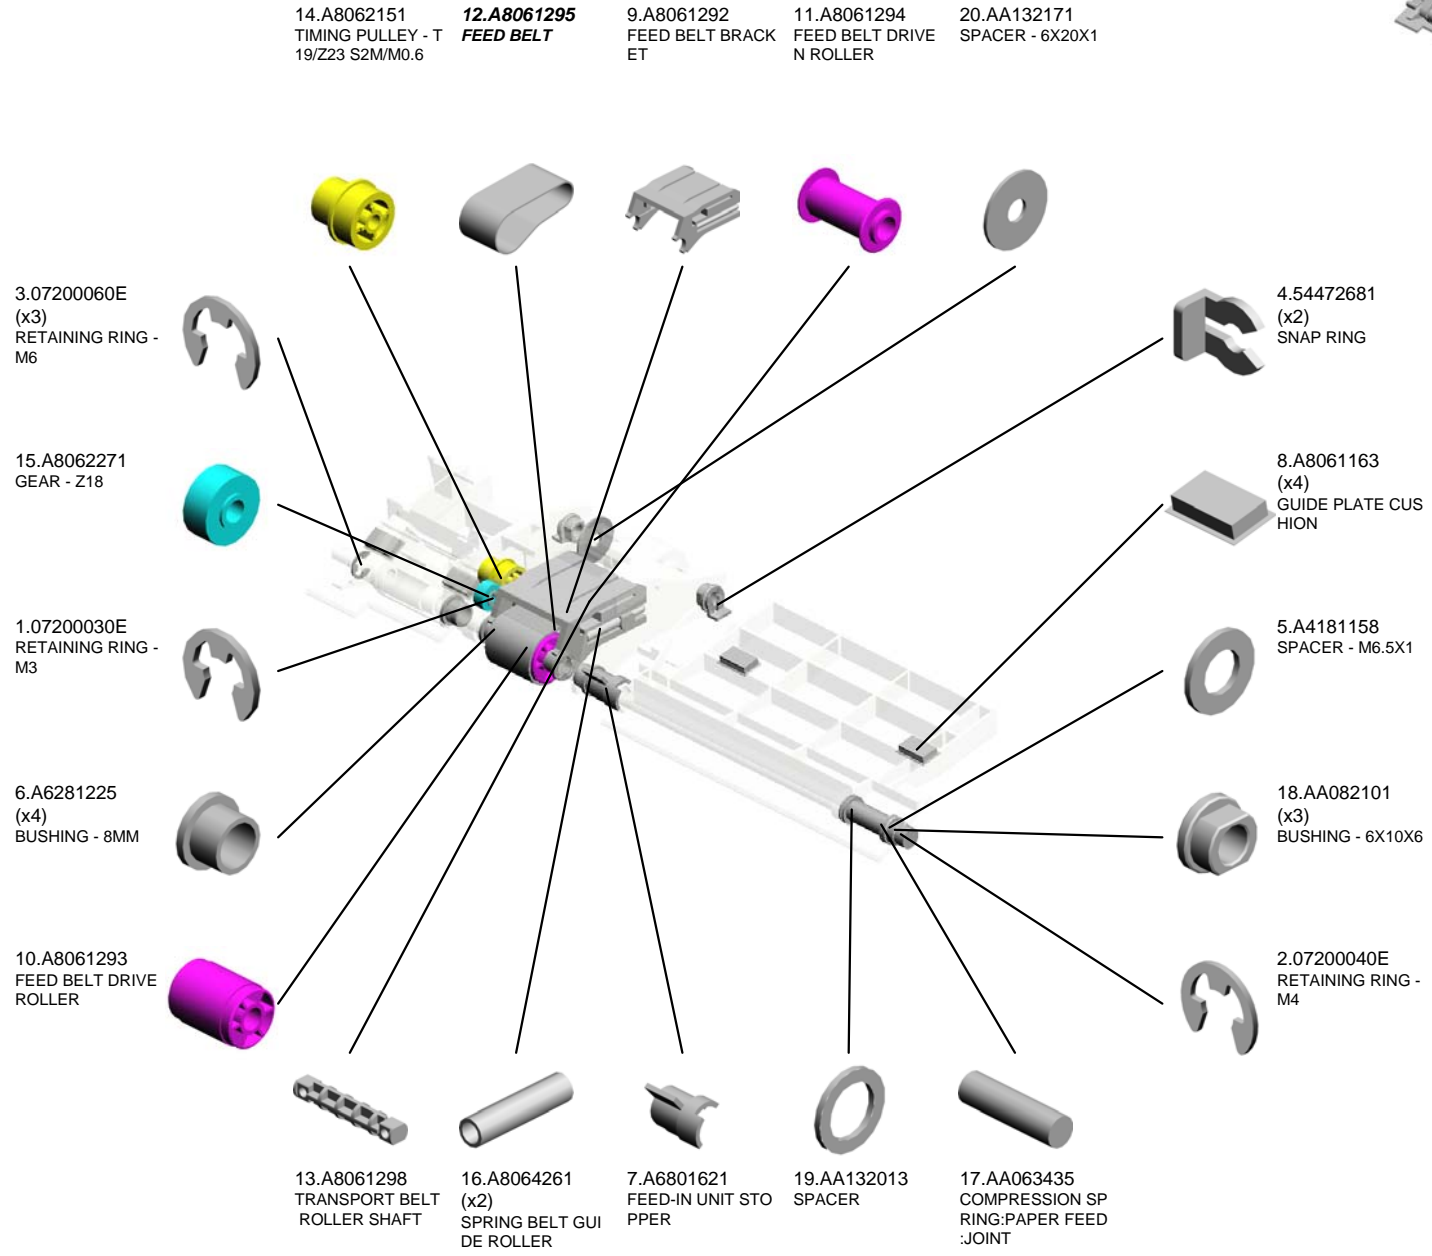 14.A8062151
TIMING PULLEY - T
19/Z23 S2M/M0.6
12.A8061295
FEED BELT
9.A8061292
FEED BELT BRACK
ET
11.A8061294
FEED BELT DRIVE
N ROLLER
20.AA132171
SPACER - 6X20X1
3.07200060E
(x3)
RETAINING RING -
M6
4.54472681
(x2)
SNAP RING
15.A8062271
GEAR - Z18
8.A8061163
(x4)
GUIDE PLATE CUS
HION
1.07200030E
RETAINING RING -
M3
5.A4181158
SPACER - M6.5X1
6.A6281225
(x4)
BUSHING - 8MM
18.AA082101
(x3)
BUSHING - 6X10X6
10.A8061293
FEED BELT DRIVE
ROLLER
2.07200040E
RETAINING RING -
M4
13.A8061298
TRANSPORT BELT
ROLLER SHAFT
16.A8064261
(x2)
SPRING BELT GUI
DE ROLLER
7.A6801621
FEED-IN UNIT STO
PPER
19.AA132013
SPACER
17.AA063435
COMPRESSION SP
RING:PAPER FEED
:JOINT